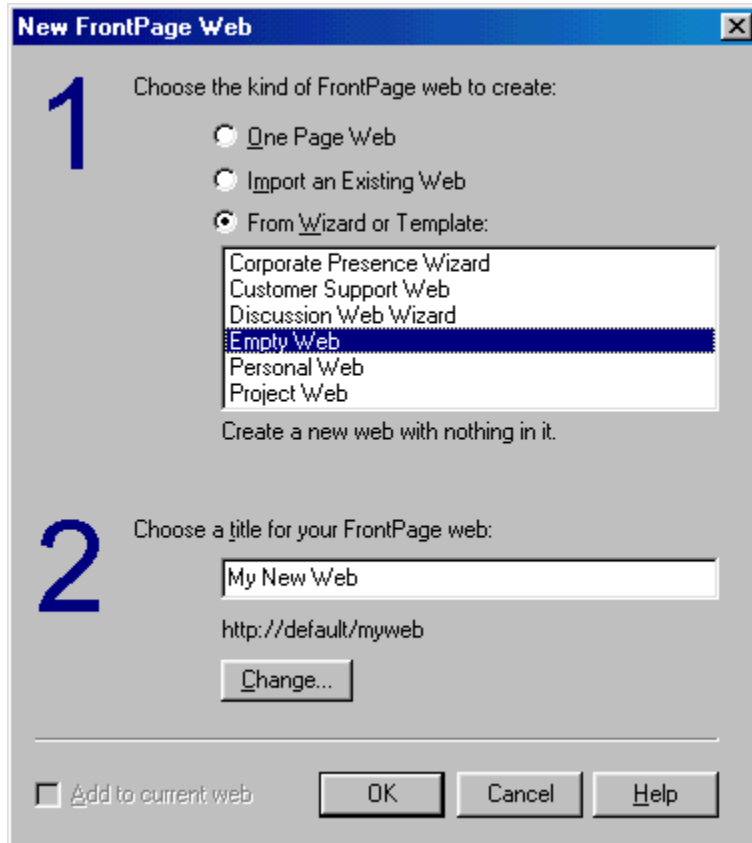 New FrontPage Web
1
Choose the kind of FrontPage web to create:
One Page Web
Import an Existing Web
From Wizard or Template:
Corporate Presence Wizard
Customer Support Web
Discussion Web Wizard
Empty Web
Personal Web
Project Web
Create a new web with nothing in it.
2
Choose a title for your FrontPage web:
My New Web
http://default/myweb
Change...
Add to current web
OK
Cancel
Help